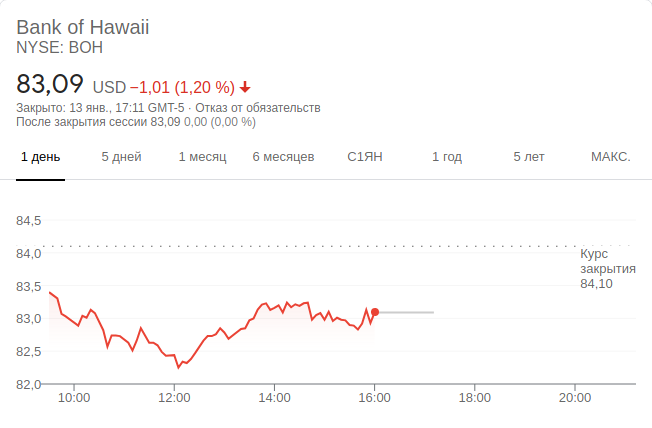 Bank of Hawaii
NYSE: BOH
83,09 USD −1,01 (1,20 %)
Закрыто: 13 янв., 17:11 GMT-5 · Отказ от обязательств
После закрытия сессии 83,09 0,00 (0,00 %)
1 день 5 дней 1 месяц 6 месяцев С1ЯН 1 год 5 лет МАКС.
84,5
84,0
Курс
закрытия
84,10
83,5
83,0
82,5
82,0
10:00 12:00 14:00 16:00 18:00 20:00